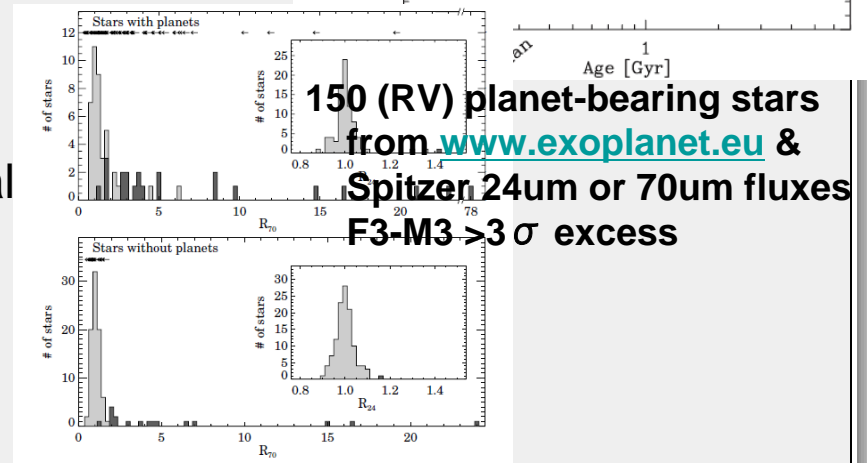 Stars with planets
12
10
8
6
4
2
0
# of stars
0 5 10 15 20 78
R70
25
20
15
10
5
0
# of stars
0.8 1.0 1.2 1.4
an
1
Age [Gyr]
150 (RV) planet-bearing stars
from www.exoplanet.eu &
Spitzer 24um or 70um fluxes
F3-M3 >3σ excess
al
Stars without planets
30
20
10
0
# of stars
0 5 10 15 20
R70
30
25
20
15
10
5
0
# of stars
0.8 1.0 1.2 1.4
R24